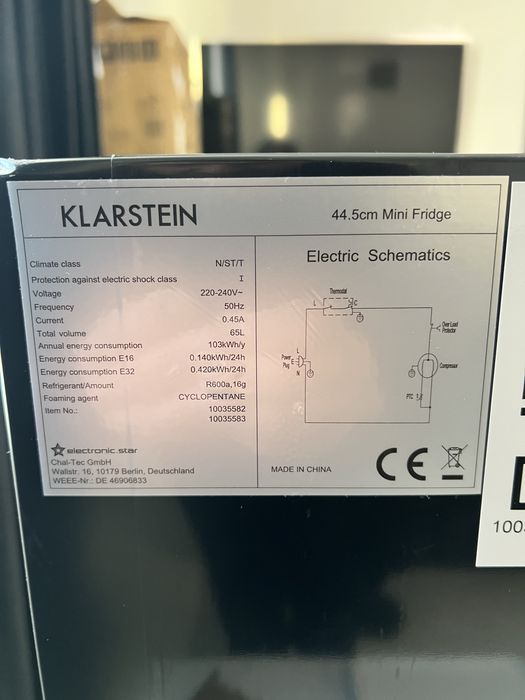 KLARSTEIN
44.5cm Mini Fridge
Climate class N/ST/T
Protection against electric shock class I
Voltage 220-240V~
Frequency 50Hz
Current 0.45A
Total volume 65L
Annual energy consumption 103kWh/y
Energy consumption E16 0.140kWh/24h
Energy consumption E32 0.420kWh/24h
Refrigerant/Amount R600a,16g
Foaming agent CYCLOPENTANE
Item No.: 10035582
10035583
electronic.star
Chal-Tec GmbH
Wallstr. 16, 10179 Berlin, Deutschland
WEEE-Nr.: DE 46906833
Electric Schematics
Thermostat
L C
Over Load
Protector
L
Power
Plug E
N
Compressor
PTC
MADE IN CHINA
CE
100